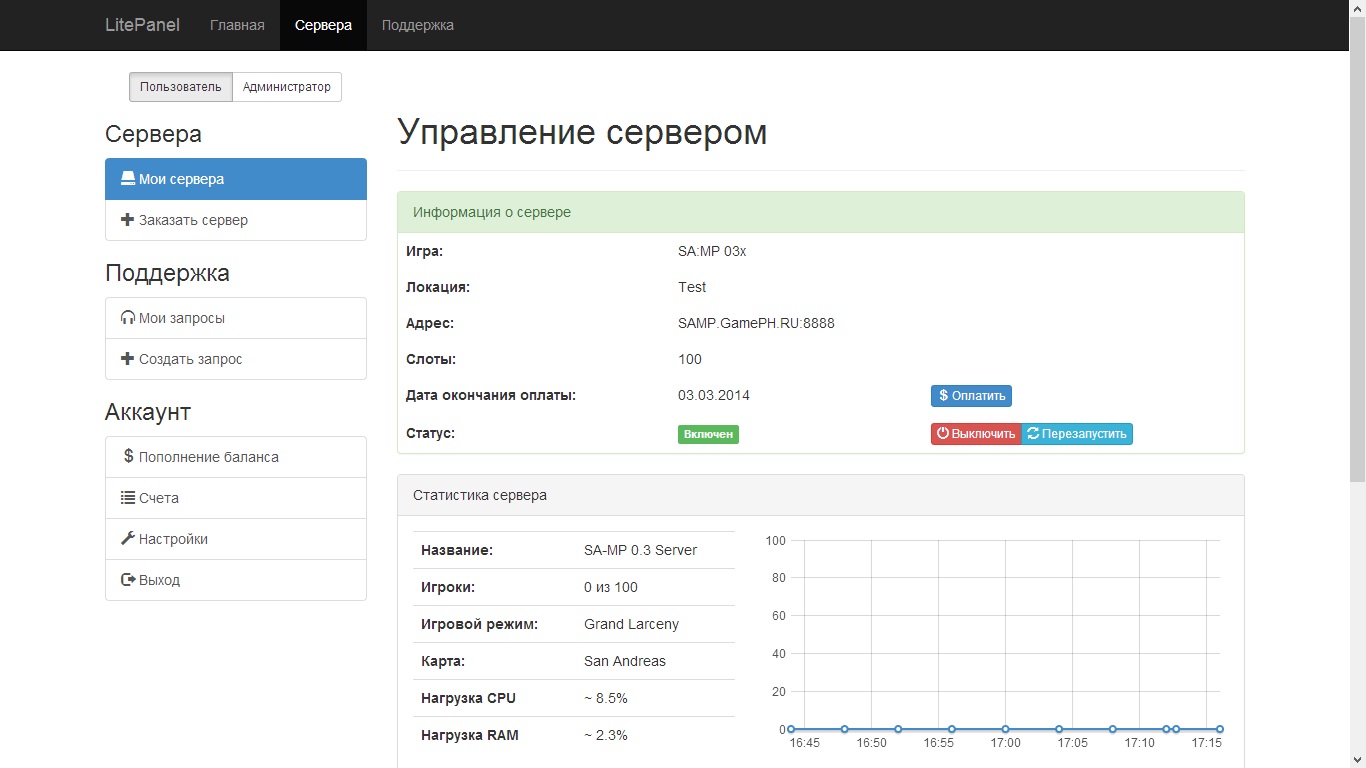 LitePanel Главная Сервера Поддержка
Пользователь Администратор
Сервера
Мои сервера
Заказать сервер
Поддержка
Мои запросы
Создать запрос
Аккаунт
Пополнение баланса
Счета
Настройки
Выход
Управление сервером
Информация о сервере
Игра: SA:MP 03x
Локация: Test
Адрес: SAMP.GamePH.RU:8888
Слоты: 100
Дата окончания оплаты: 03.03.2014 $ Оплатить
Статус: Включен Выключить Перезапустить
Статистика сервера
Название: SA-MP 0.3 Server
Игроки: 0 из 100
Игровой режим: Grand Larceny
Карта: San Andreas
Нагрузка CPU ~ 8.5%
Нагрузка RAM ~ 2.3%
100
80
60
40
20
0
16:45 16:50 16:55 17:00 17:05 17:10 17:15